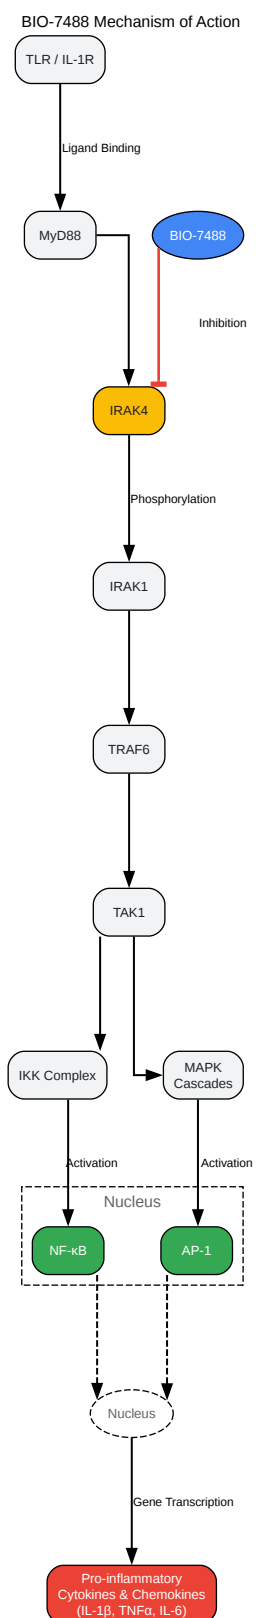 BIO-7488 Mechanism of Action
TLR / IL-1R
Ligand Binding
MyD88
BIO-7488
Inhibition
IRAK4
Phosphorylation
IRAK1
TRAF6
TAK1
IKK Complex
MAPK
Cascades
Activation
Activation
Nucleus
NF-κB
AP-1
Nucleus
Gene Transcription
Pro-inflammatory
Cytokines & Chemokines
(IL-1β, TNFα, IL-6)